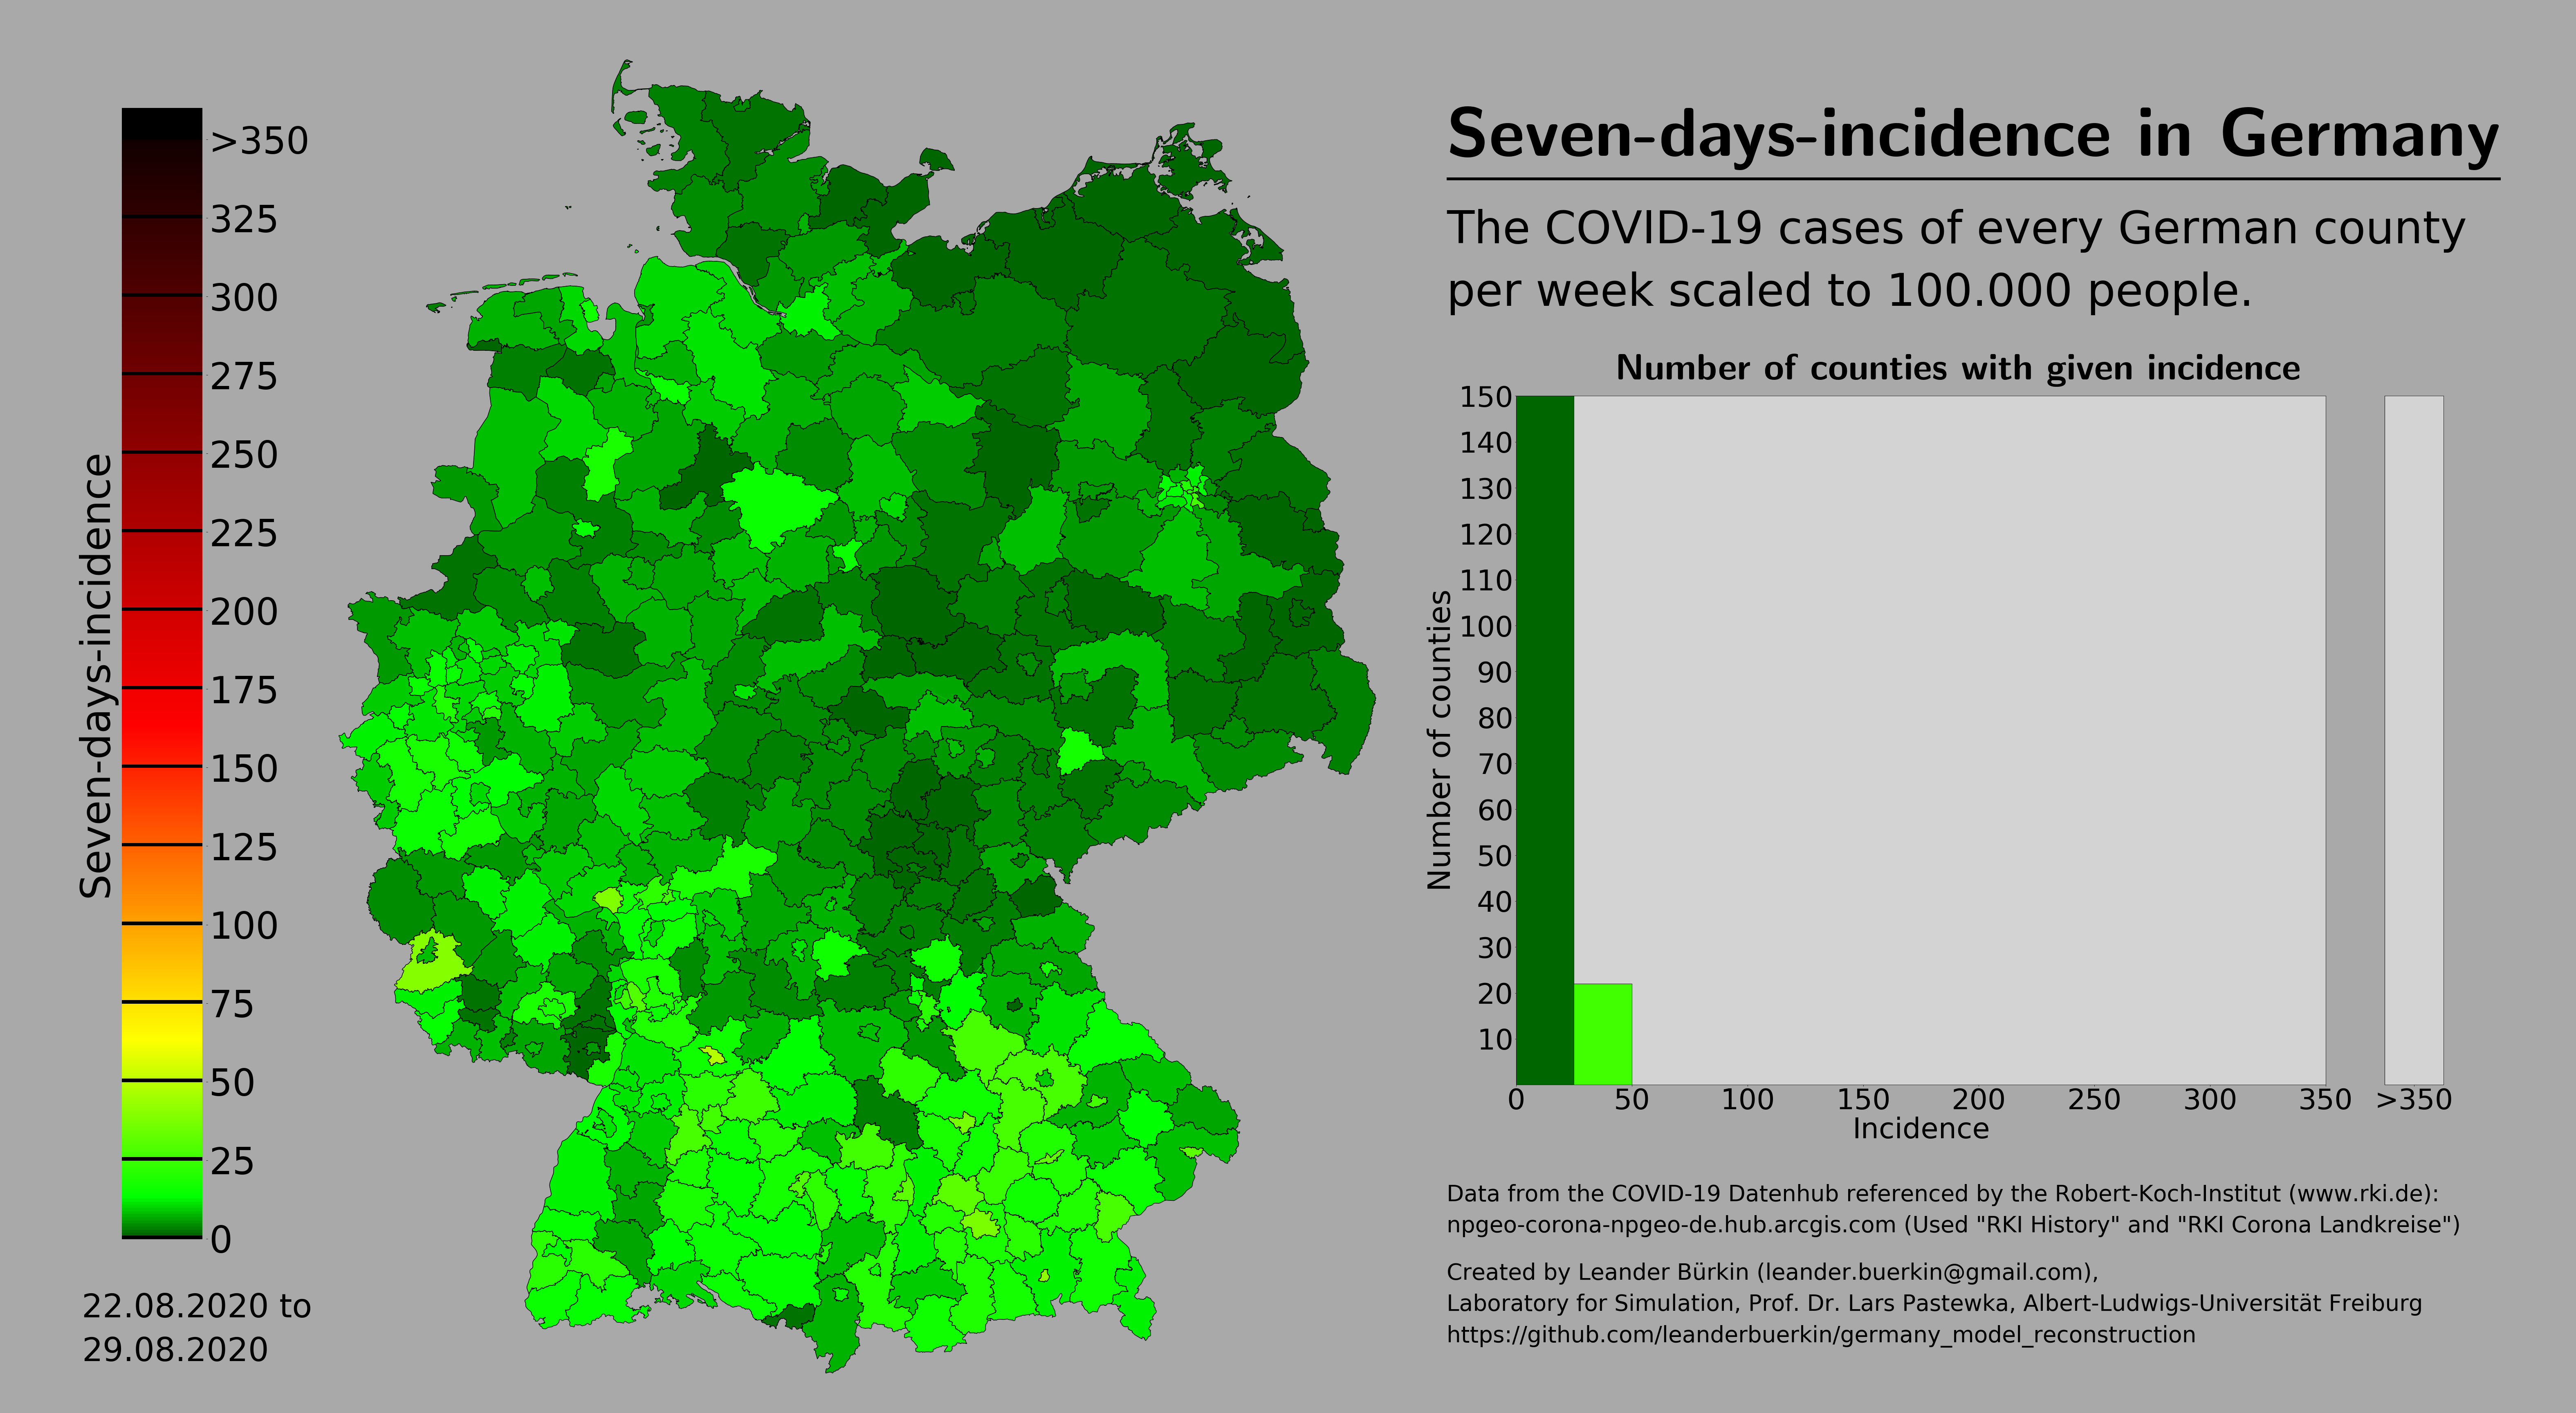 Seven-days-incidence
>350
325
300
275
250
225
200
175
150
125
100
75
50
25
0
22.08.2020 to
29.08.2020
Seven-days-incidence in Germany
The COVID-19 cases of every German county
per week scaled to 100.000 people.
Number of counties with given incidence
Number of counties
150
140
130
120
110
100
90
80
70
60
50
40
30
20
10
0 50 100 150 200 250 300 350 >350
Incidence
Data from the COVID-19 Datenhub referenced by the Robert-Koch-Institut (www.rki.de):
npgeo-corona-npgeo-de.hub.arcgis.com (Used "RKI History" and "RKI Corona Landkreise")
Created by Leander Bürkin (leander.buerkin@gmail.com),
Laboratory for Simulation, Prof. Dr. Lars Pastewka, Albert-Ludwigs-Universität Freiburg
https://github.com/leanderbuerkin/germany_model_reconstruction